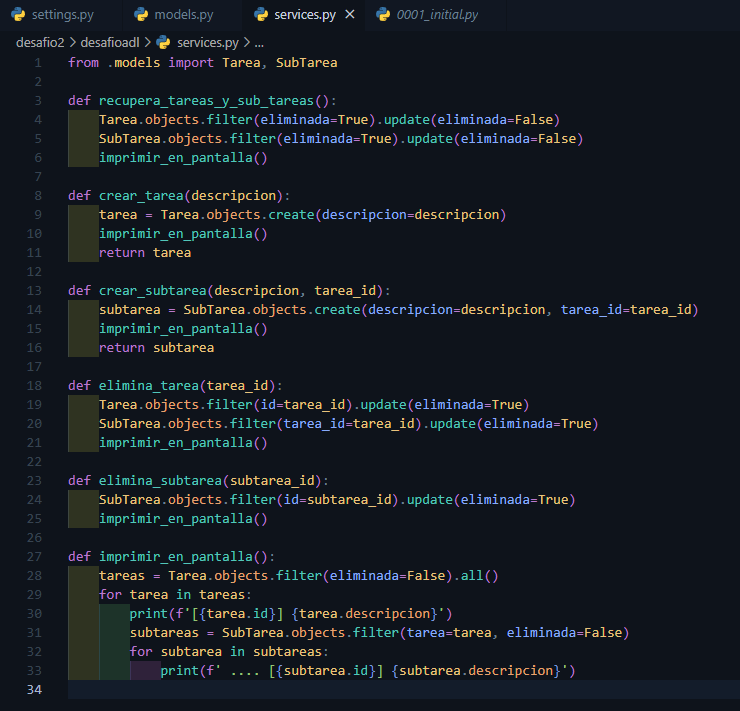 settings.py models.py services.py × 0001_initial.py
desafio2 > desafioadl > services.py > ...
1 from .models import Tarea, SubTarea
2
3 def recupera_tareas_y_sub_tareas():
4     Tarea.objects.filter(eliminada=True).update(eliminada=False)
5     SubTarea.objects.filter(eliminada=True).update(eliminada=False)
6     imprimir_en_pantalla()
7
8 def crear_tarea(descripcion):
9     tarea = Tarea.objects.create(descripcion=descripcion)
10     imprimir_en_pantalla()
11     return tarea
12
13 def crear_subtarea(descripcion, tarea_id):
14     subtarea = SubTarea.objects.create(descripcion=descripcion, tarea_id=tarea_id)
15     imprimir_en_pantalla()
16     return subtarea
17
18 def elimina_tarea(tarea_id):
19     Tarea.objects.filter(id=tarea_id).update(eliminada=True)
20     SubTarea.objects.filter(tarea_id=tarea_id).update(eliminada=True)
21     imprimir_en_pantalla()
22
23 def elimina_subtarea(subtarea_id):
24     SubTarea.objects.filter(id=subtarea_id).update(eliminada=True)
25     imprimir_en_pantalla()
26
27 def imprimir_en_pantalla():
28     tareas = Tarea.objects.filter(eliminada=False).all()
29     for tarea in tareas:
30         print(f'[{tarea.id}] {tarea.descripcion}')
31         subtareas = SubTarea.objects.filter(tarea=tarea, eliminada=False)
32         for subtarea in subtareas:
33             print(f' .... [{subtarea.id}] {subtarea.descripcion}')
34